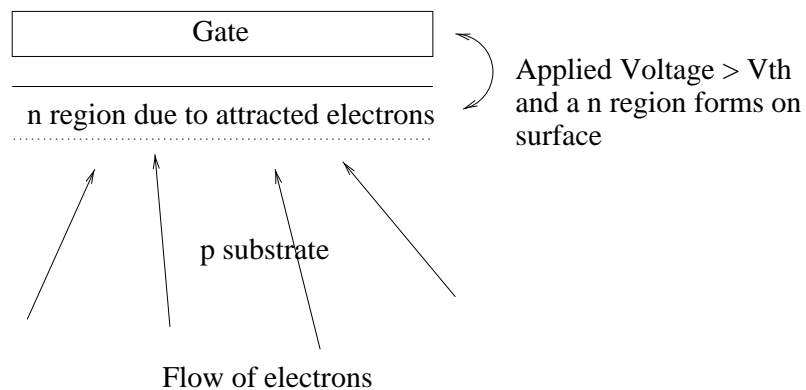 Gate
Applied Voltage > Vth
and a n region forms on
surface
n region due to attracted electrons
p substrate
Flow of electrons